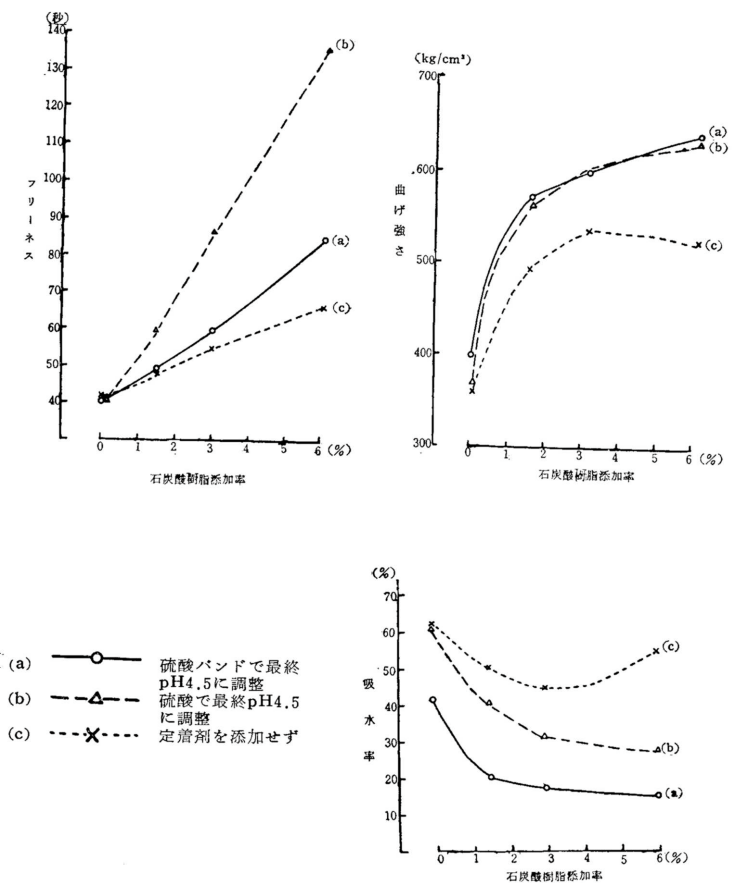 (秒)
140
130
120
110
100
90
80
70
60
50
40
フリーネス
(b)
(a)
(c)
0 1 2 3 4 5 6 (%)
石炭酸樹脂添加率
(kg/cm²)
700
600
500
400
300
曲げ強さ
(a)
(b)
(c)
0 1 2 3 4 5 6 (%)
石炭酸樹脂添加率
(a) 硫酸バンドで最終
pH4.5に調整
(b) 硫酸で最終pH4.5
に調整
(c) 定着剤を添加せず
(%)
70
60
50
40
30
20
10
吸水率
(c)
(b)
(a)
0 1 2 3 4 5 6 (%)
石炭酸樹脂添加率